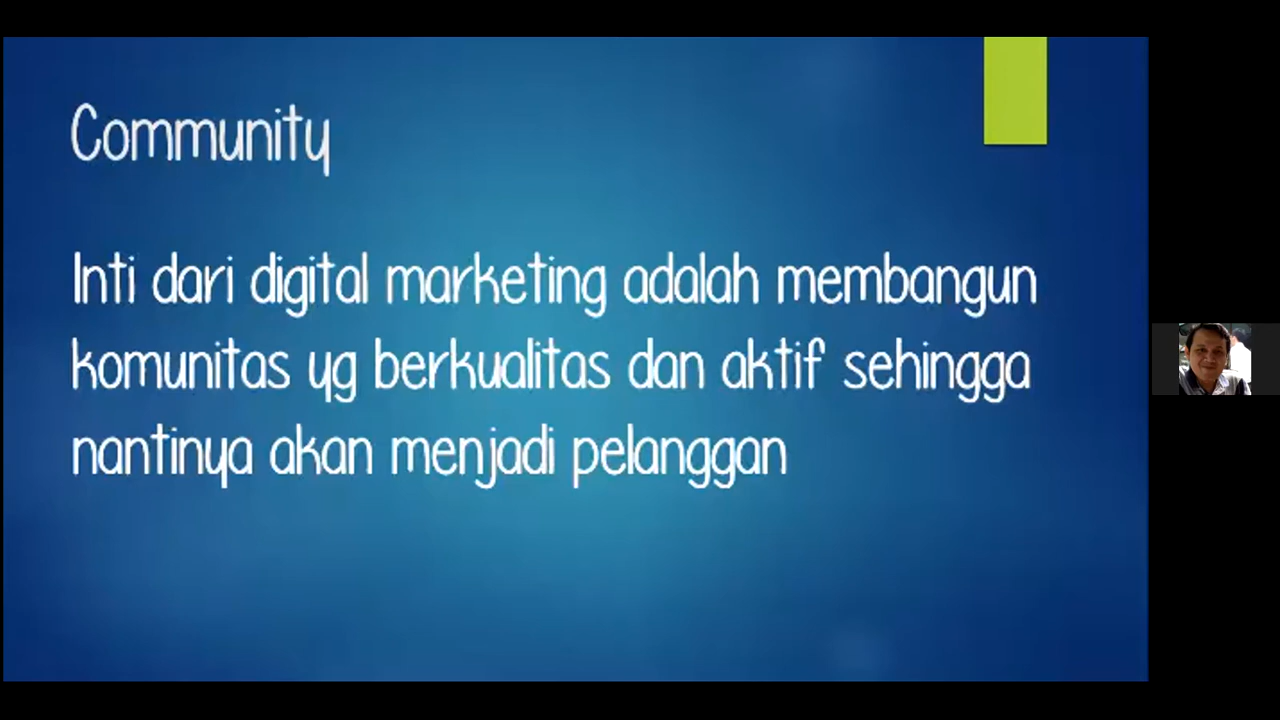 Community
Inti dari digital marketing adalah membangun
komunitas yg berkualitas dan aktif sehingga
nantinya akan menjadi pelanggan